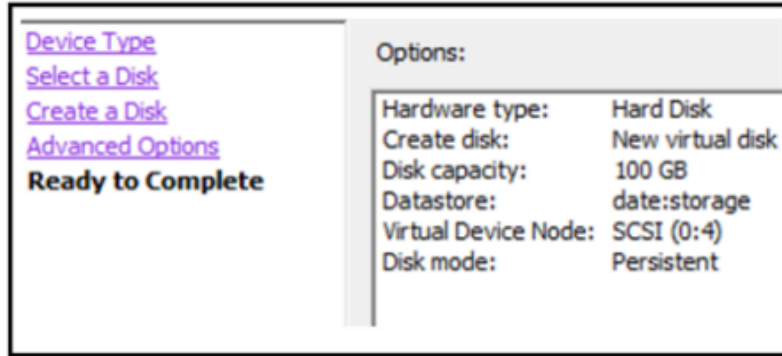 Device Type
Select a Disk
Create a Disk
Advanced Options
Ready to Complete
Options:
Hardware type: Hard Disk
Create disk: New virtual disk
Disk capacity: 100 GB
Datastore: date:storage
Virtual Device Node: SCSI (0:4)
Disk mode: Persistent